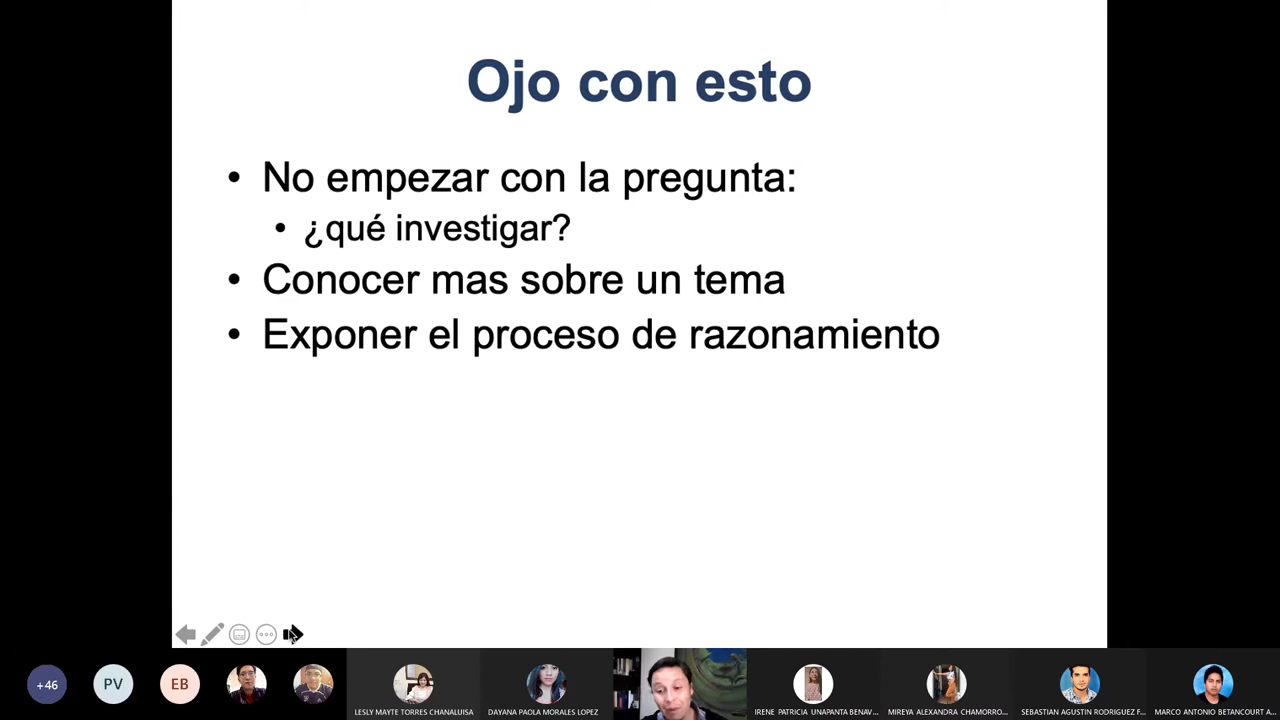 Ojo con esto
• No empezar con la pregunta:
• ¿qué investigar?
• Conocer mas sobre un tema
• Exponer el proceso de razonamiento
+46
PV
EB
LESLY MAYTE TORRES CHANALUISA
DAYANA PAOLA MORALES LOPEZ
IRENE PATRICIA UNAPANTA BENAV...
MIREYA ALEXANDRA CHAMORRO...
SEBASTIAN AGUSTIN RODRIGUEZ F...
MARCO ANTONIO BETANCOURT A...